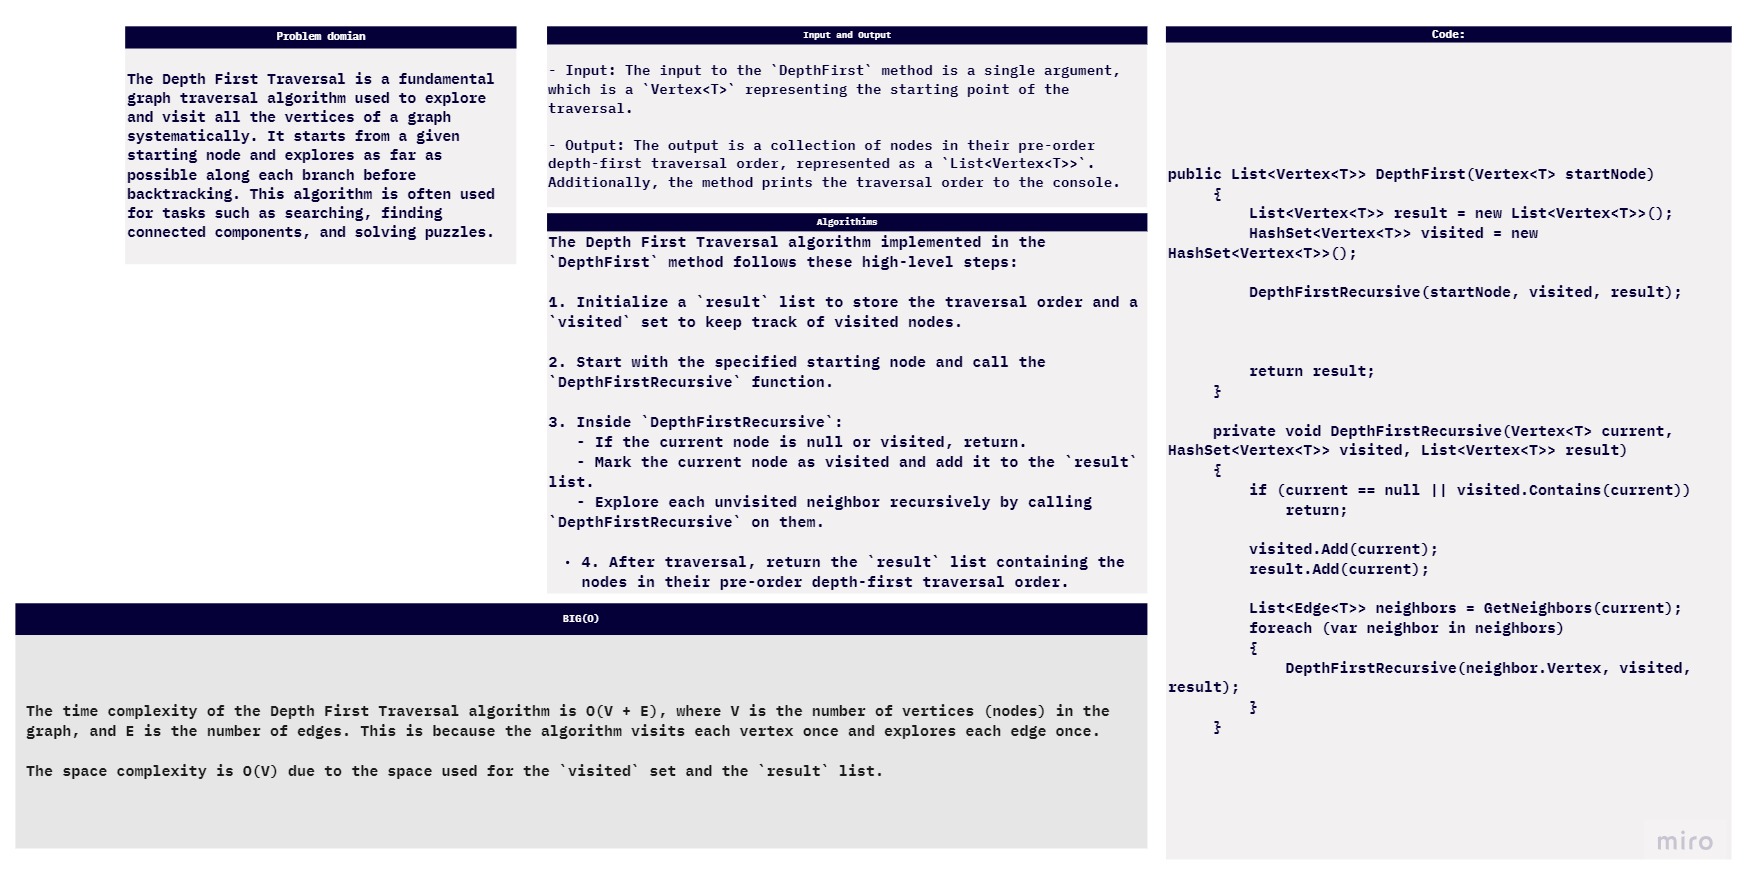 Problem domian
The Depth First Traversal is a fundamental
graph traversal algorithm used to explore
and visit all the vertices of a graph
systematically. It starts from a given
starting node and explores as far as
possible along each branch before
backtracking. This algorithm is often used
for tasks such as searching, finding
connected components, and solving puzzles.
Input and Output
- Input: The input to the `DepthFirst` method is a single argument,
which is a `Vertex<T>` representing the starting point of the
traversal.
- Output: The output is a collection of nodes in their pre-order
depth-first traversal order, represented as a `List<Vertex<T>>`.
Additionally, the method prints the traversal order to the console.
Algorithims
The Depth First Traversal algorithm implemented in the
`DepthFirst` method follows these high-level steps:
1. Initialize a `result` list to store the traversal order and a
`visited` set to keep track of visited nodes.
2. Start with the specified starting node and call the
`DepthFirstRecursive` function.
3. Inside `DepthFirstRecursive`:
- If the current node is null or visited, return.
- Mark the current node as visited and add it to the `result`
list.
- Explore each unvisited neighbor recursively by calling
`DepthFirstRecursive` on them.
· 4. After traversal, return the `result` list containing the
nodes in their pre-order depth-first traversal order.
BIG(O)
The time complexity of the Depth First Traversal algorithm is O(V + E), where V is the number of vertices (nodes) in the
graph, and E is the number of edges. This is because the algorithm visits each vertex once and explores each edge once.
The space complexity is O(V) due to the space used for the `visited` set and the `result` list.
Code:
public List<Vertex<T>> DepthFirst(Vertex<T> startNode)
{
List<Vertex<T>> result = new List<Vertex<T>>();
HashSet<Vertex<T>> visited = new
HashSet<Vertex<T>>();
DepthFirstRecursive(startNode, visited, result);
return result;
}
private void DepthFirstRecursive(Vertex<T> current,
HashSet<Vertex<T>> visited, List<Vertex<T>> result)
{
if (current == null || visited.Contains(current))
return;
visited.Add(current);
result.Add(current);
List<Edge<T>> neighbors = GetNeighbors(current);
foreach (var neighbor in neighbors)
{
DepthFirstRecursive(neighbor.Vertex, visited,
result);
}
}
miro